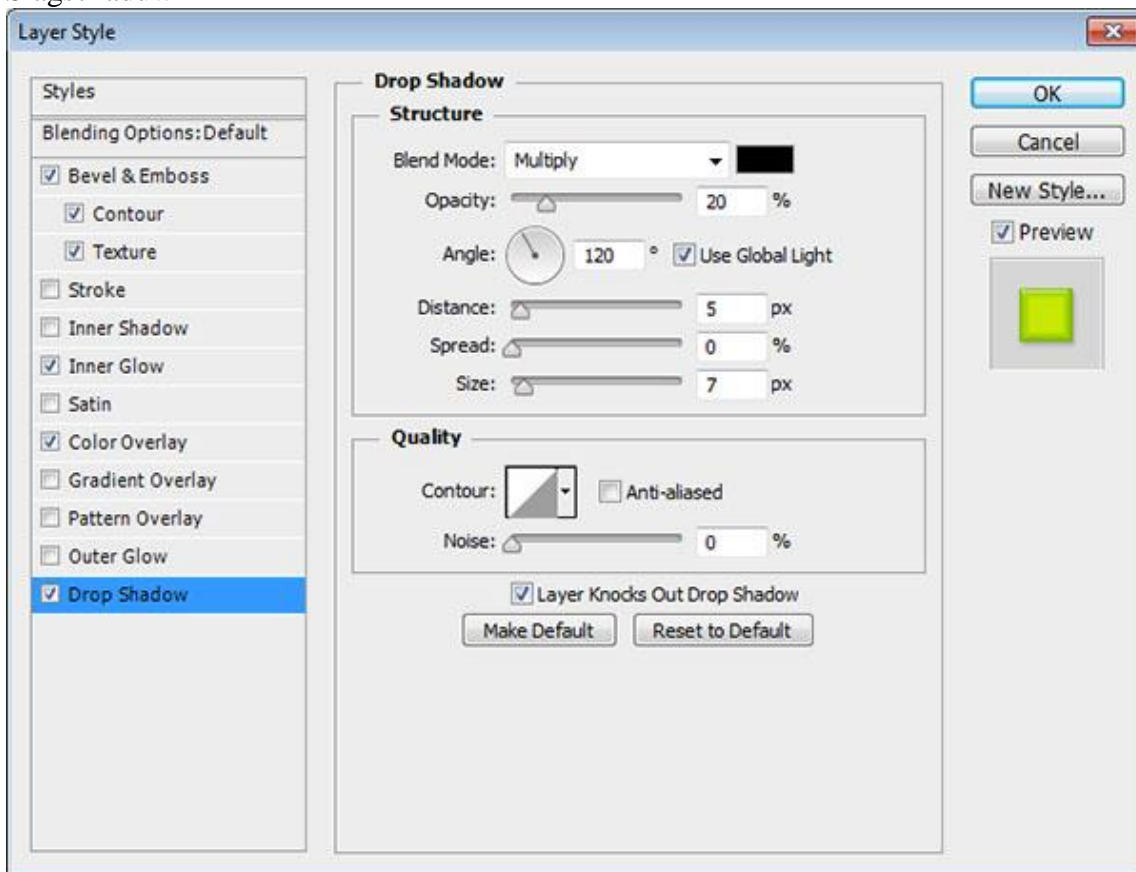 Layer Style
Styles
Blending Options: Default
Bevel & Emboss
Contour
Texture
Stroke
Inner Shadow
Inner Glow
Satin
Color Overlay
Gradient Overlay
Pattern Overlay
Outer Glow
Drop Shadow
Drop Shadow
Structure
Blend Mode: Multiply
Opacity: 20 %
Angle: 120 ° Use Global Light
Distance: 5 px
Spread: 0 %
Size: 7 px
Quality
Contour: Anti-aliased
Noise: 0 %
Layer Knocks Out Drop Shadow
Make Default Reset to Default
OK
Cancel
New Style...
Preview